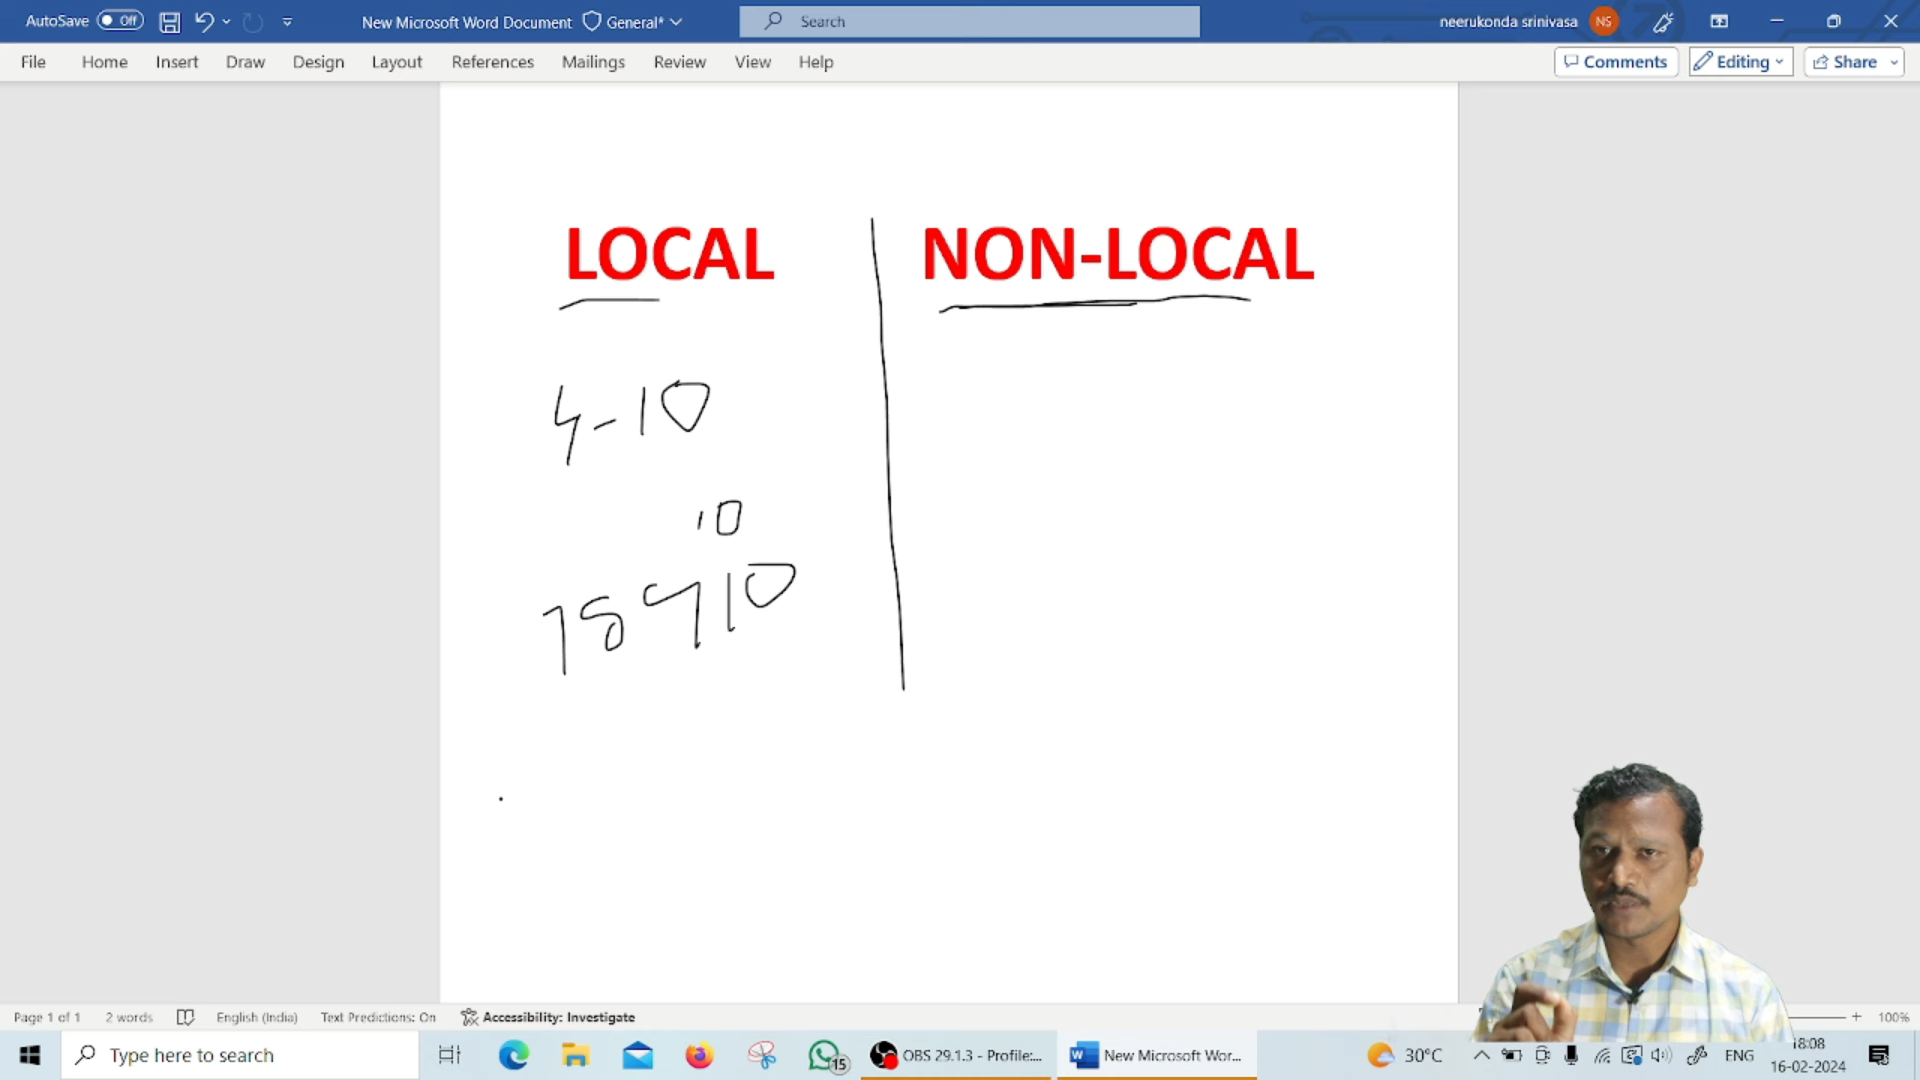 AutoSave Off New Microsoft Word Document General* Search neerukonda srinivasa NS
File Home Insert Draw Design Layout References Mailings Review View Help Comments Editing Share
LOCAL NON-LOCAL
4-10
10
78910
Page 1 of 1 2 words English (India) Text Predictions: On Accessibility: Investigate 100%
Type here to search 15 OBS 29.1.3 - Profile:... New Microsoft Wor... 30°C ENG 18:08
16-02-2024